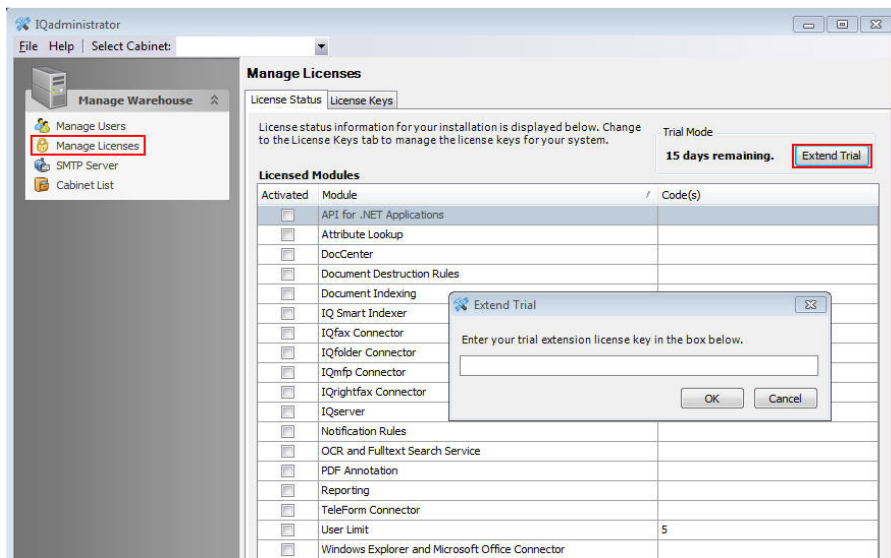 IQadministrator
File Help Select Cabinet:
Manage Warehouse
Manage Users
Manage Licenses
SMTP Server
Cabinet List
Manage Licenses
License Status License Keys
License status information for your installation is displayed below. Change
to the License Keys tab to manage the license keys for your system.
Trial Mode
15 days remaining. Extend Trial
Licensed Modules
Activated Module / Code(s)
API for .NET Applications
Attribute Lookup
DocCenter
Document Destruction Rules
Document Indexing
IQ Smart Indexer
IQfax Connector
IQfolder Connector
IQmfp Connector
IQrightfax Connector
IQserver
Notification Rules
OCR and Fulltext Search Service
PDF Annotation
Reporting
TeleForm Connector
User Limit 5
Windows Explorer and Microsoft Office Connector
Extend Trial
Enter your trial extension license key in the box below.
OK Cancel